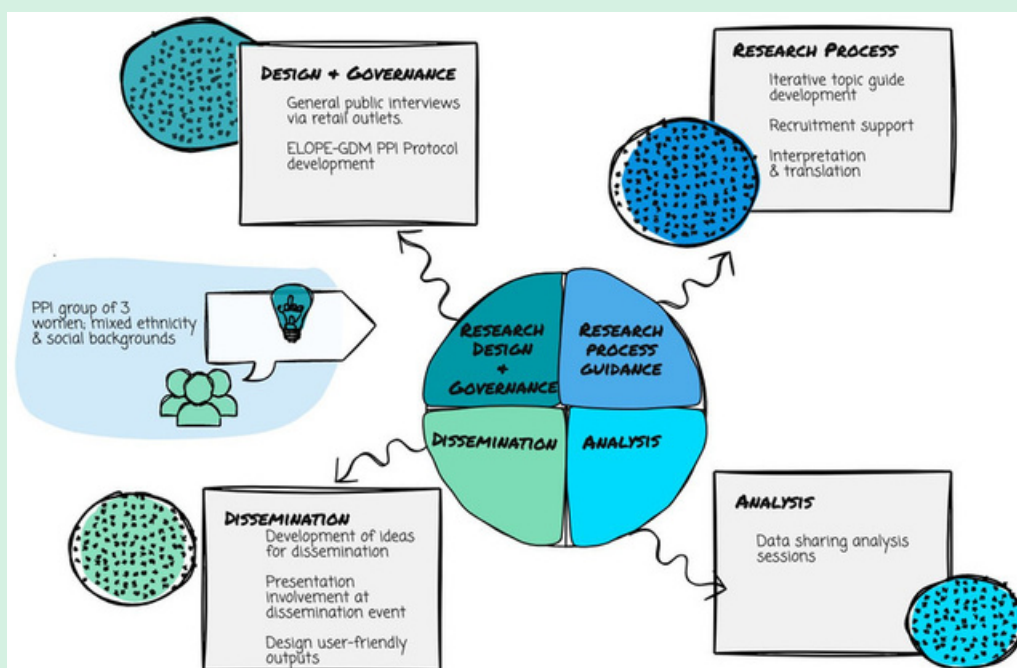 DESIGN + GOVERNANCE
General public interviews
via retail outlets.
ELOPE-GDM PPI Protocol
development
RESEARCH PROCESS
Iterative topic guide
development
Recruitment support
Interpretation
& translation
PPI group of 3
women; mixed ethnicity
& social backgrounds
idea
RESEARCH
DESIGN
+
GOVERNANCE
RESEARCH
PROCESS
GUIDANCE
DISSEMINATION
ANALYSIS
DISSEMINATION
Development of ideas
for dissemination
Presentation
involvement at
dissemination event
Design user-friendly
outputs
ANALYSIS
Data sharing analysis
sessions